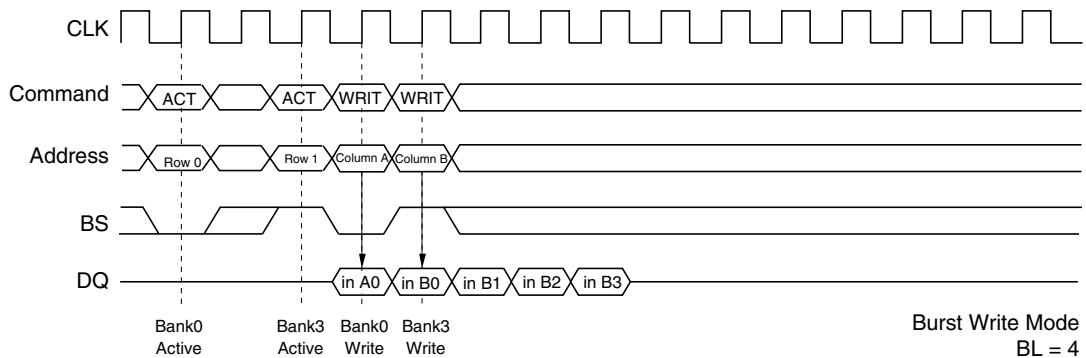 CLK
Command ACT ACT WRIT WRIT
Address Row 0 Row 1 Column A Column B
BS
DQ in A0 in B0 in B1 in B2 in B3
Bank0 Bank3 Bank0 Bank3
Active Active Write Write
Burst Write Mode
BL = 4